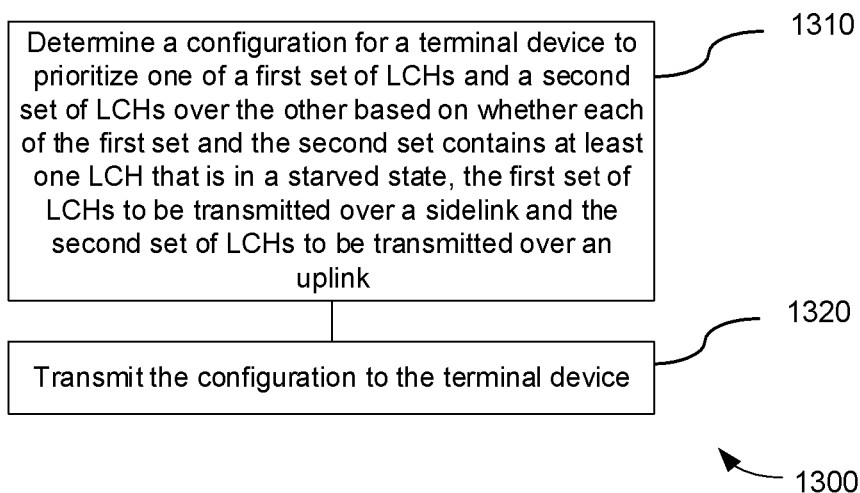 1310
Determine a configuration for a terminal device to
prioritize one of a first set of LCHs and a second
set of LCHs over the other based on whether each
of the first set and the second set contains at least
one LCH that is in a starved state, the first set of
LCHs to be transmitted over a sidelink and the
second set of LCHs to be transmitted over an
uplink
1320
Transmit the configuration to the terminal device
1300